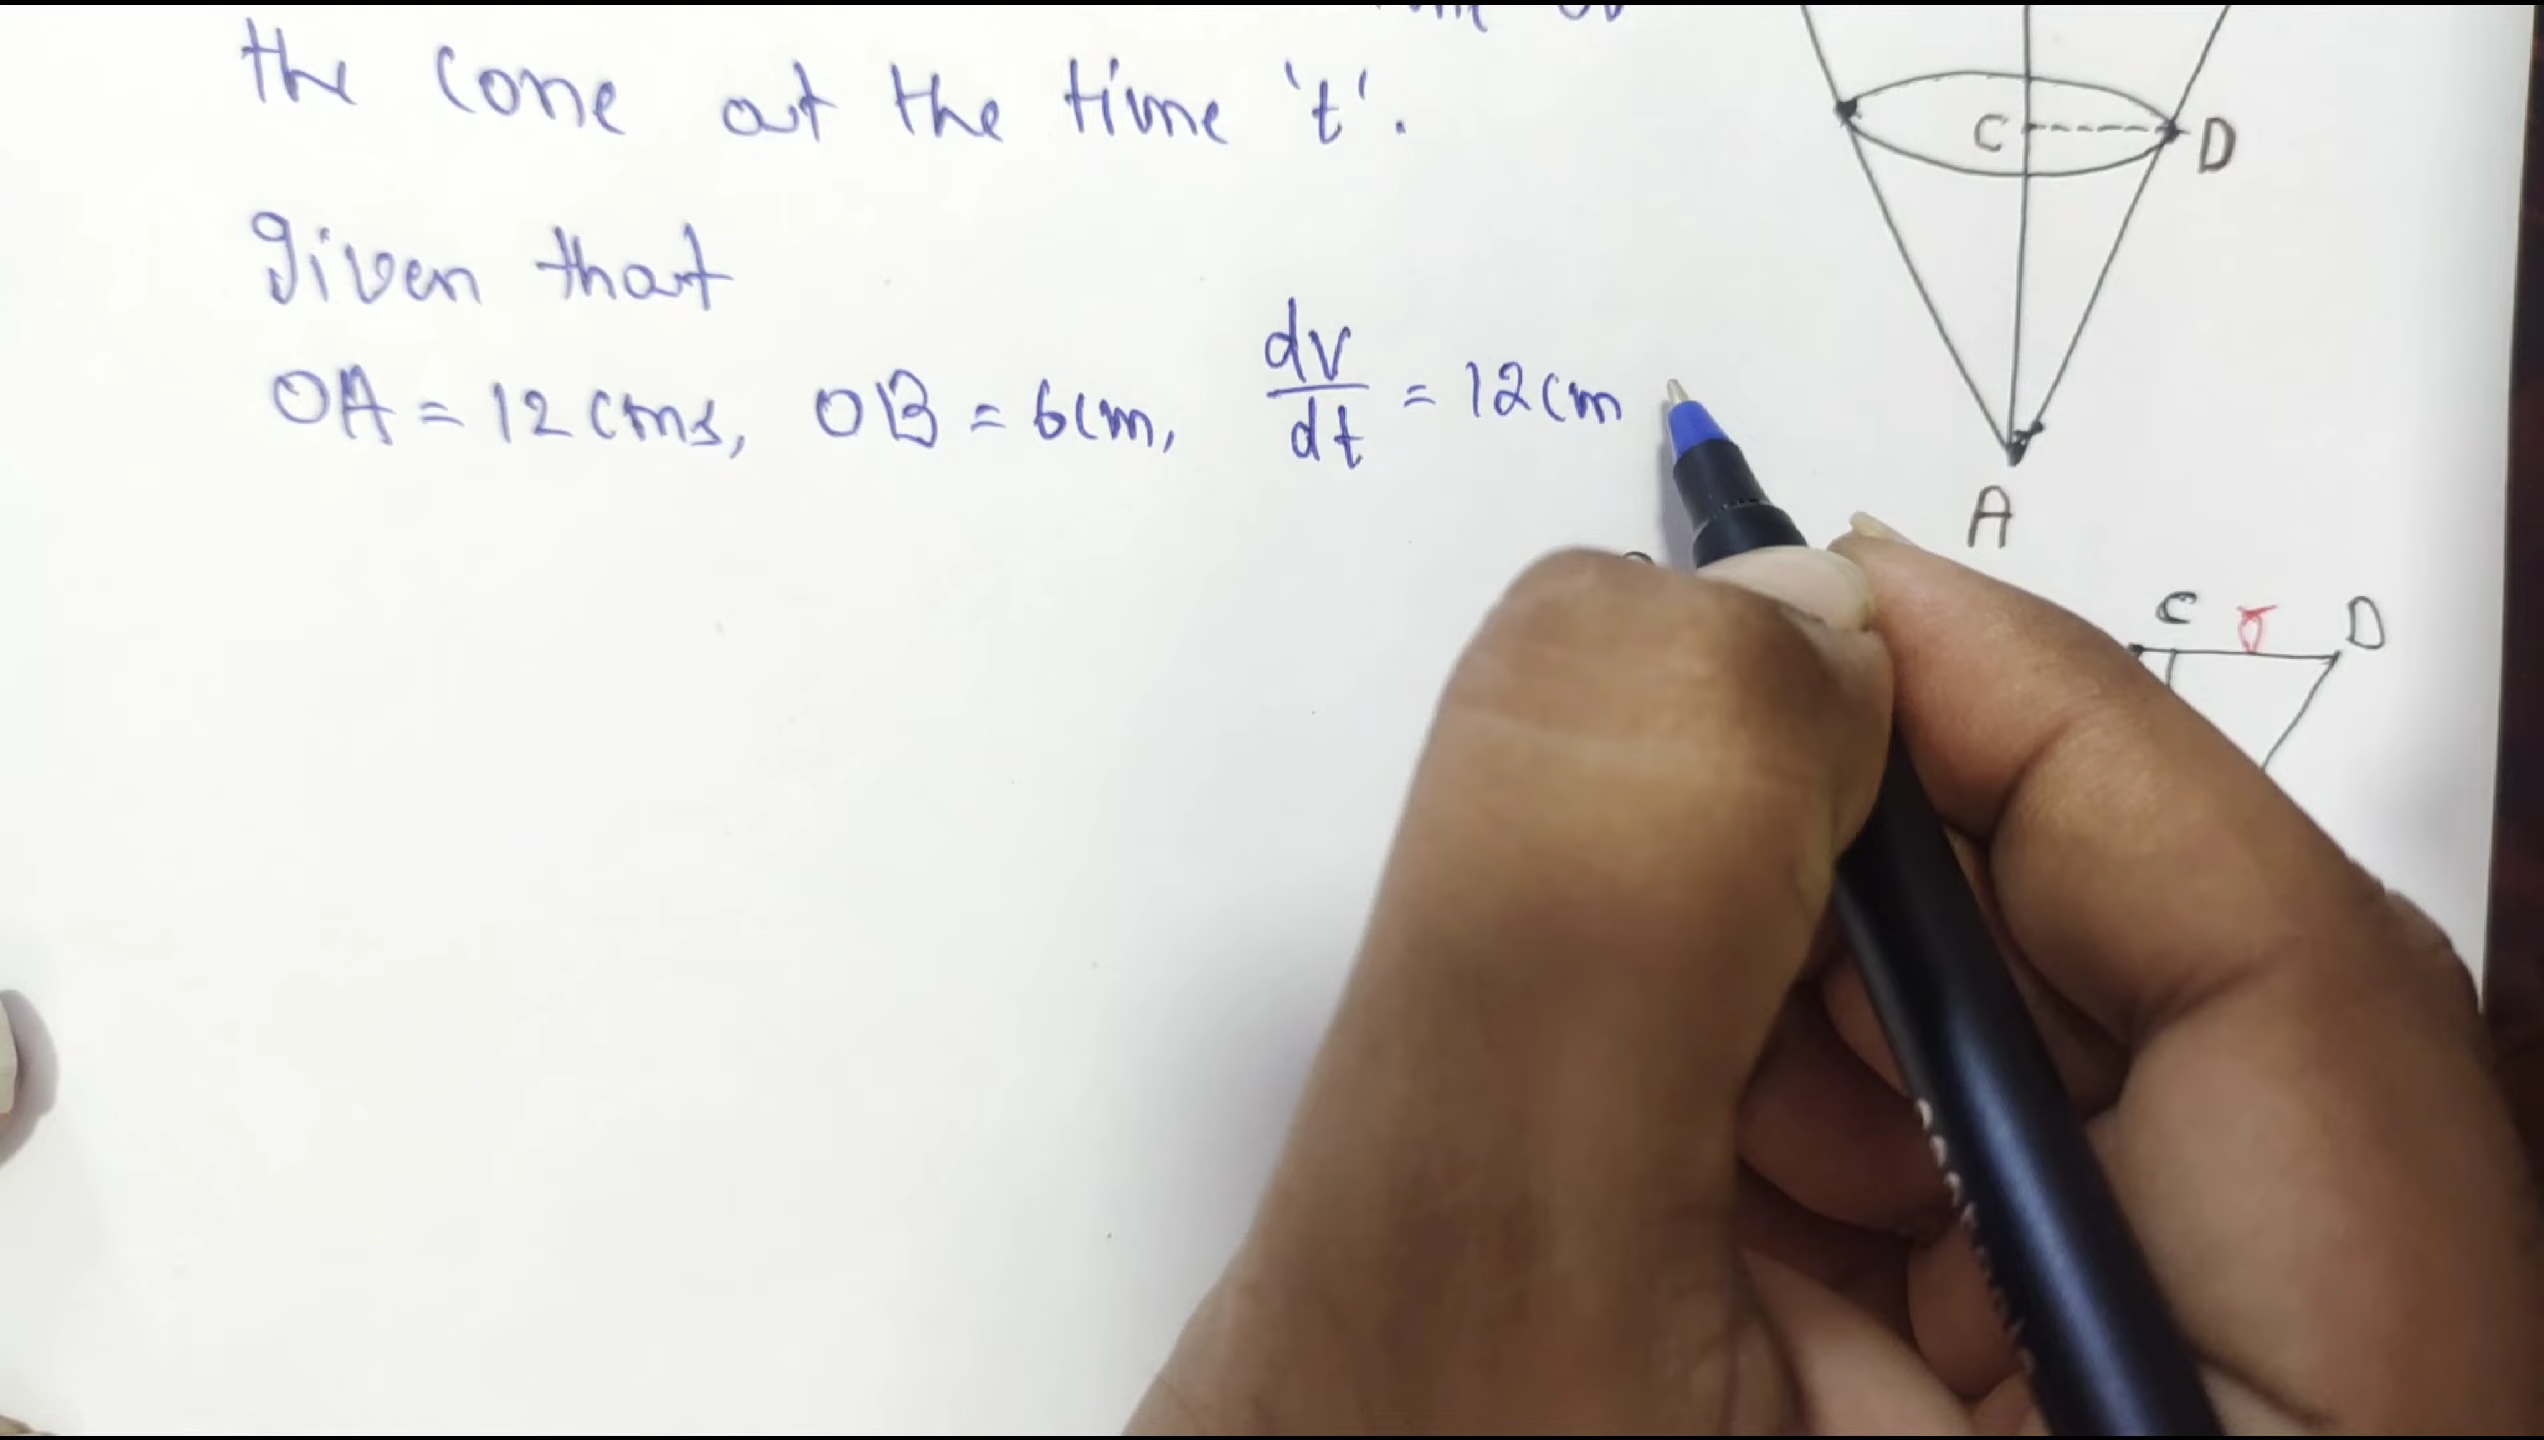 the cone at the time 't'.
C D
given that
OA = 12 cms, OB = 6cm, dv/dt = 12cm
A
C r D